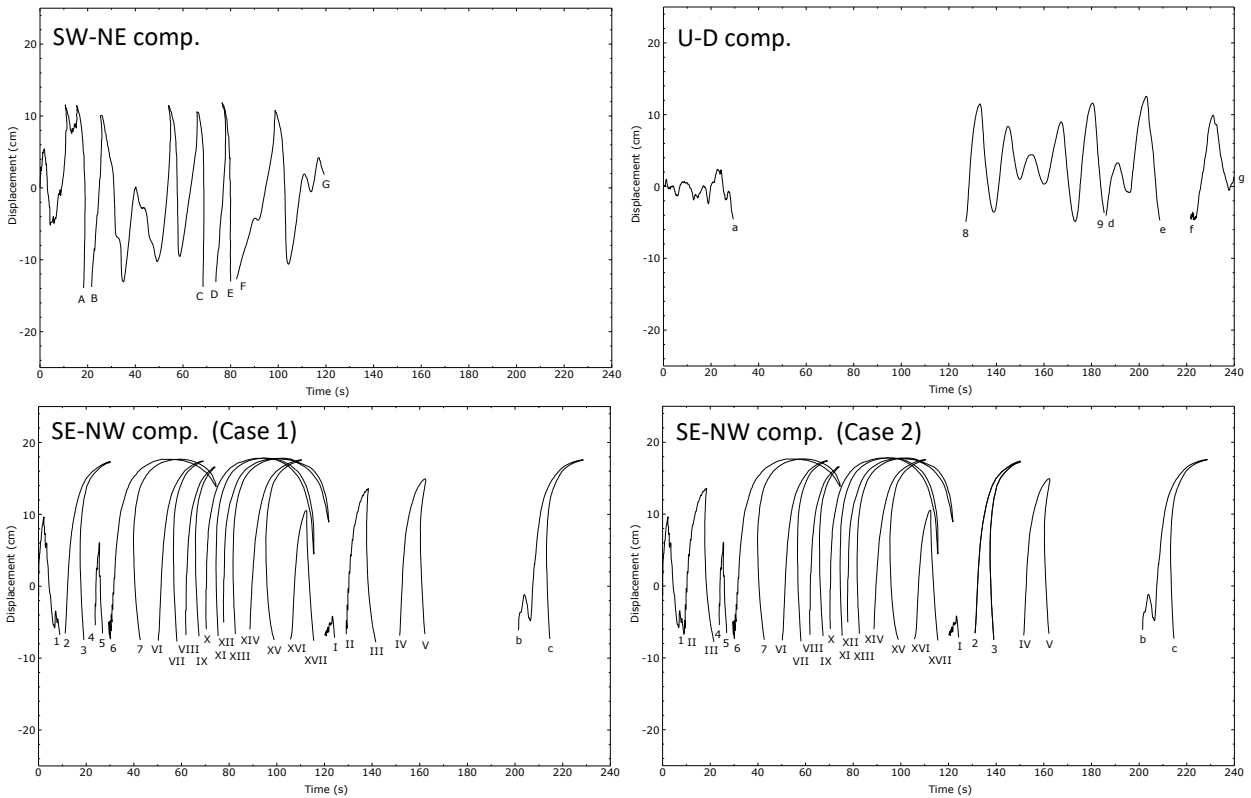 SW-NE comp.
Displacement (cm)
20
10
0
-10
-20
A B C D E F G
0 20 40 60 80 100 120 140 160 180 200 220 240
Time (s)
U-D comp.
Displacement (cm)
20
10
0
-10
-20
a 8 9 d e f g
0 20 40 60 80 100 120 140 160 180 200 220 240
Time (s)
SE-NW comp. (Case 1)
Displacement (cm)
20
10
0
-10
-20
1 2 3 4 5 6 7 VI VII VIII IX X XI XII XIII XIV XV XVI XVII I II III IV V b c
0 20 40 60 80 100 120 140 160 180 200 220 240
Time (s)
SE-NW comp. (Case 2)
Displacement (cm)
20
10
0
-10
-20
1 II III 4 5 6 7 VI VII VIII IX X XI XII XIII XIV XV XVI XVII I 2 3 IV V b c
0 20 40 60 80 100 120 140 160 180 200 220 240
Time (s)